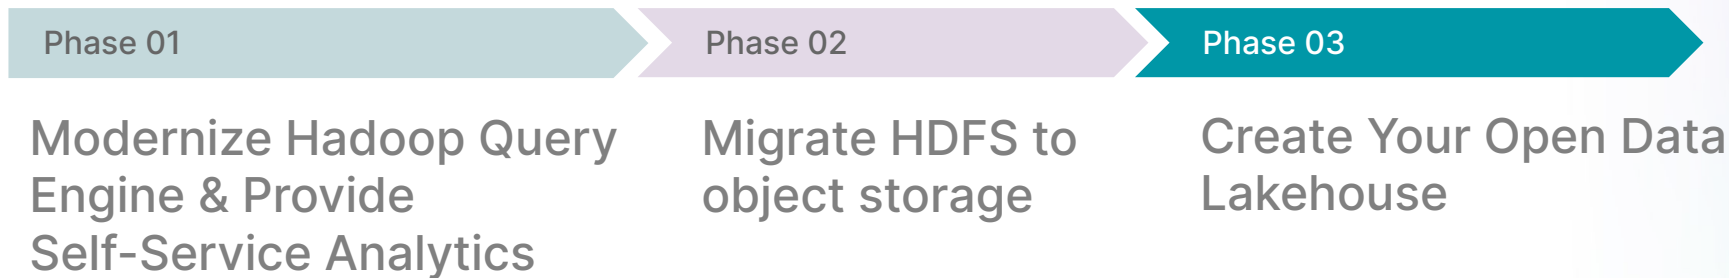 Phase 01
Modernize Hadoop Query
Engine & Provide
Self-Service Analytics
Phase 02
Migrate HDFS to
object storage
Phase 03
Create Your Open Data
Lakehouse